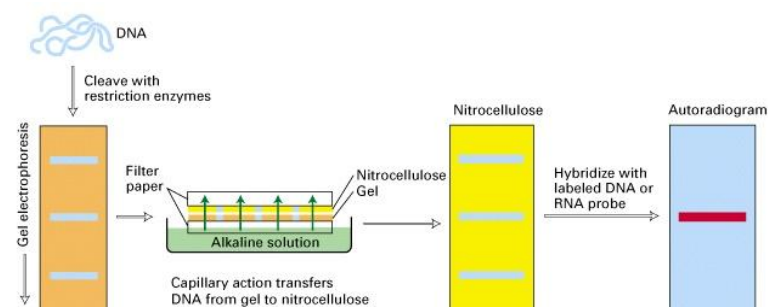 DNA
Cleave with
restriction enzymes
Gel electrophoresis
Filter
paper
Nitrocellulose
Gel
Alkaline solution
Capillary action transfers
DNA from gel to nitrocellulose
Nitrocellulose
Hybridize with
labeled DNA or
RNA probe
Autoradiogram